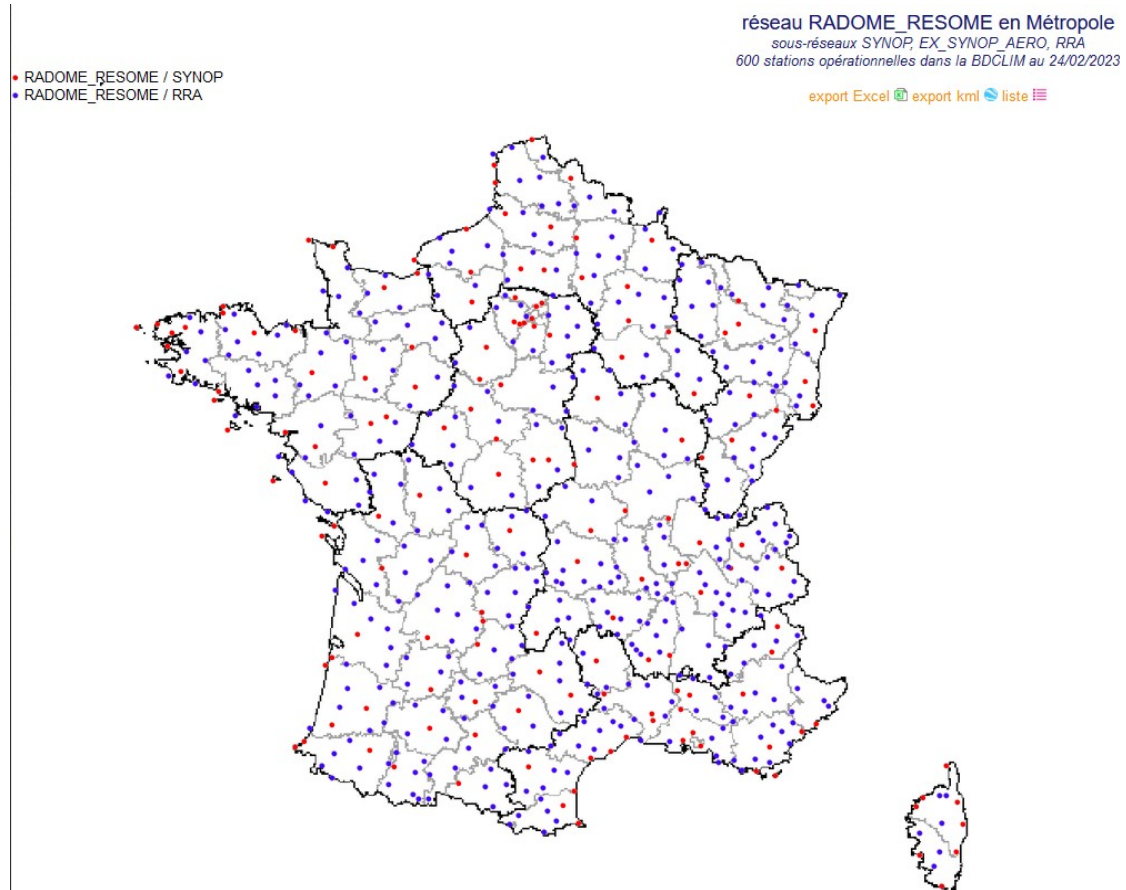 réseau RADOME_RESOME en Métropole
sous-réseaux SYNOP, EX_SYNOP_AERO, RRA
600 stations opérationnelles dans la BDCLIM au 24/02/2023
RADOME_RESOME / SYNOP
RADOME_RESOME / RRA
export Excel export kml liste